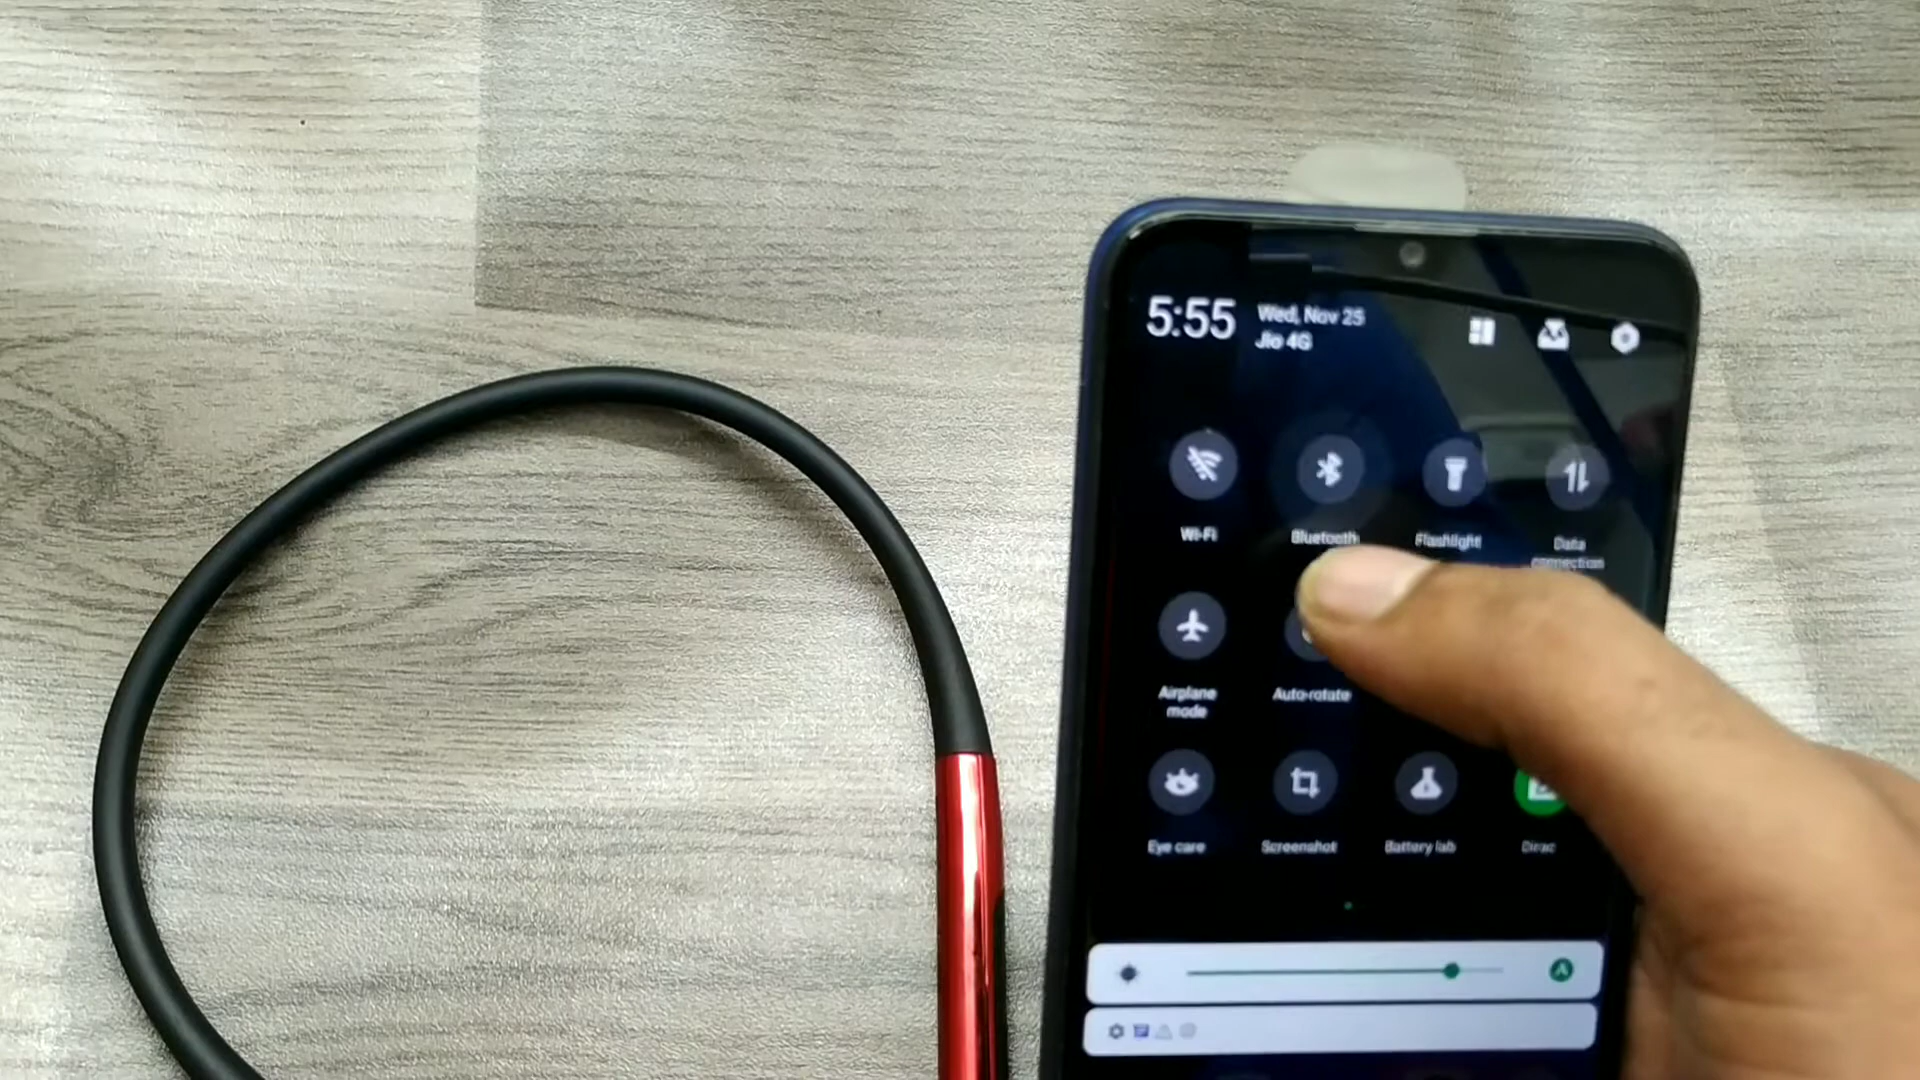 5:55
Wed, Nov 25
Jio 4G
Wi-Fi
Bluetooth
Flashlight
Data
connection
Airplane
mode
Auto-rotate
Eye care
Screenshot
Battery lab
Dirac
A